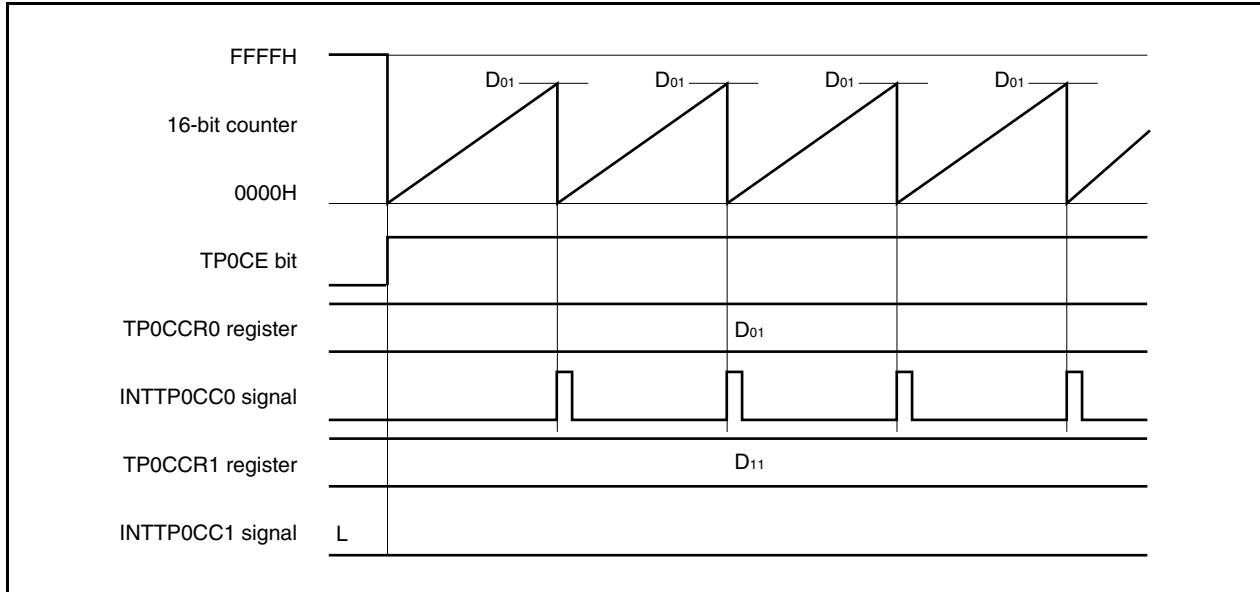 FFFFH
D01 D01 D01 D01
16-bit counter
0000H
TP0CE bit
TP0CCR0 register D01
INTTP0CC0 signal
TP0CCR1 register D11
INTTP0CC1 signal L